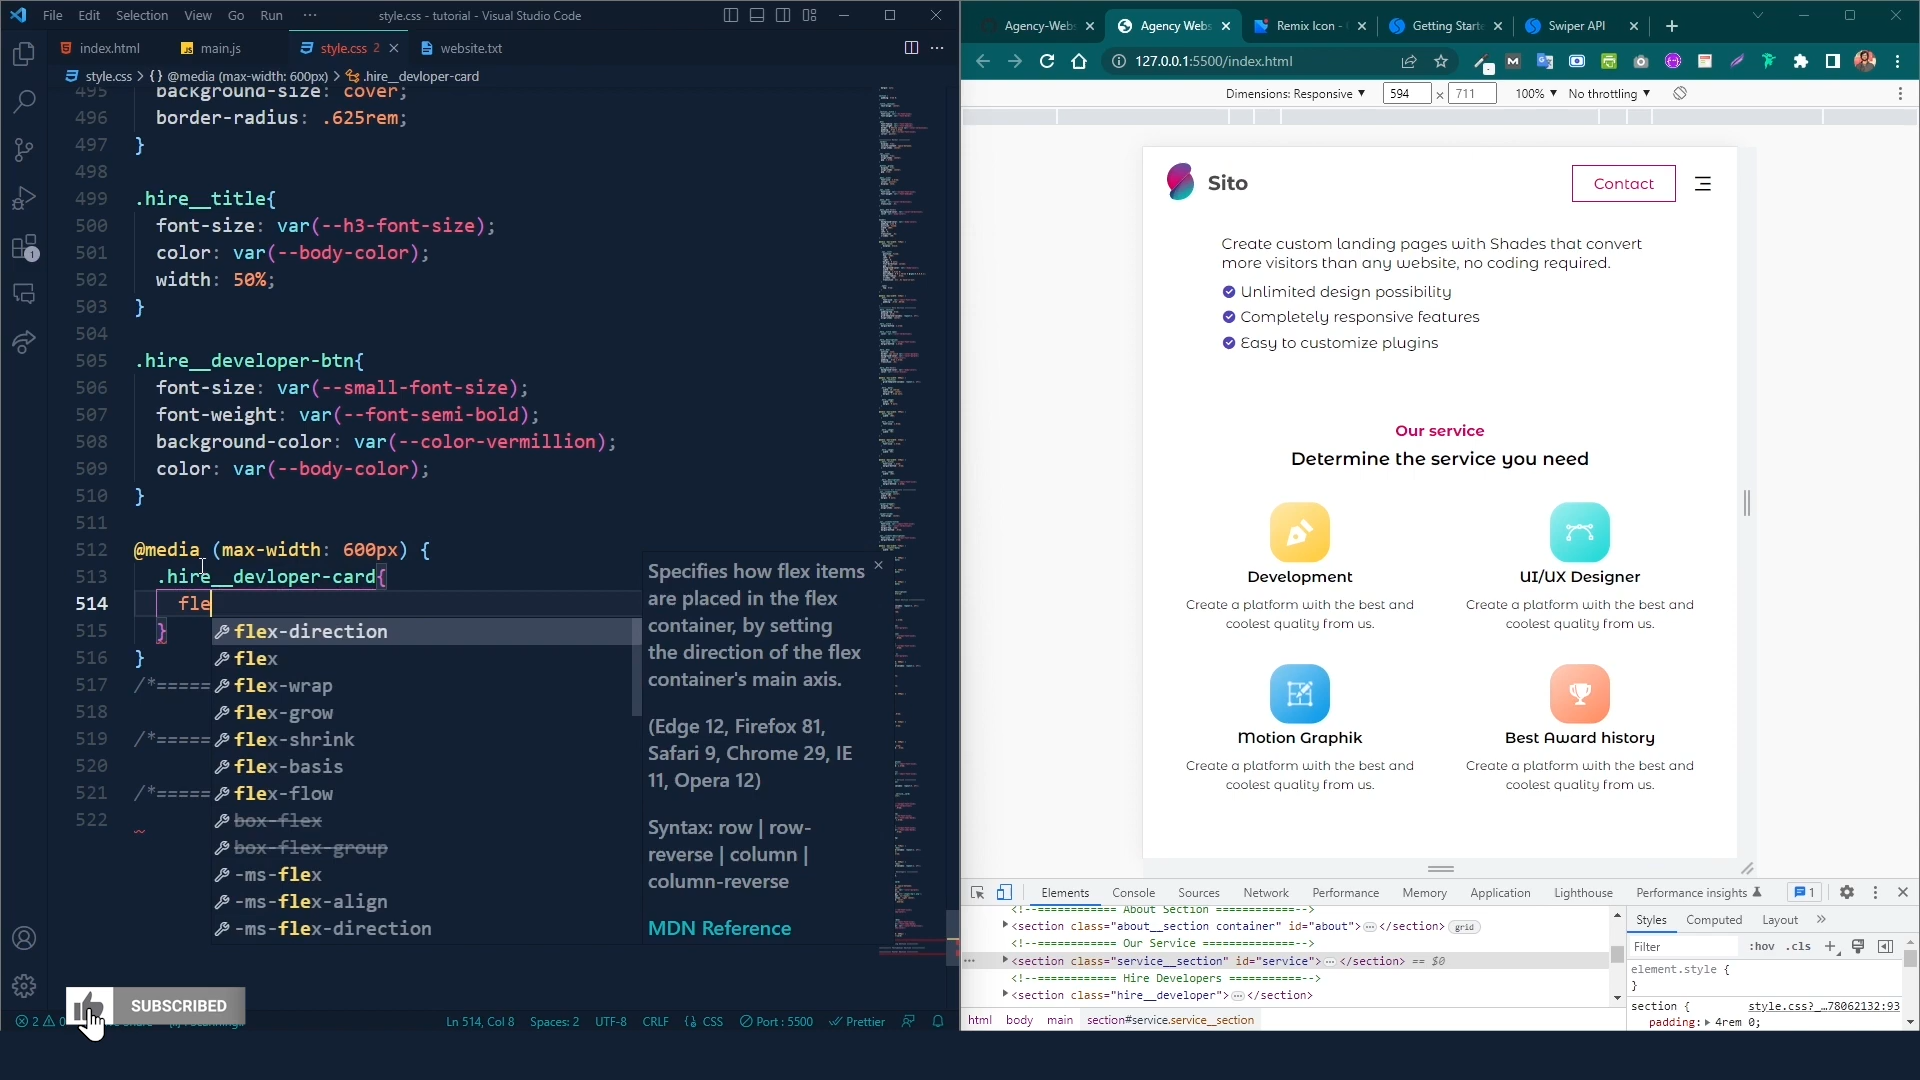 File Edit Selection View Go Run ··· style.css - tutorial - Visual Studio Code
index.html main.js style.css 2 website.txt
style.css > { } @media (max-width: 600px) > .hire__devloper-card
495 background-size: cover;
496 border-radius: .625rem;
497 }
498
499 .hire__title{
500 font-size: var(--h3-font-size);
501 color: var(--body-color);
502 width: 50%;
503 }
504
505 .hire__developer-btn{
506 font-size: var(--small-font-size);
507 font-weight: var(--font-semi-bold);
508 background-color: var(--color-vermillion);
509 color: var(--body-color);
510 }
511
512 @media (max-width: 600px) {
513 .hire__devloper-card{
514 fle
515 }
516 }
517 /*=====
518
519 /*=====
520
521 /*=====
522
flex-direction
flex
flex-wrap
flex-grow
flex-shrink
flex-basis
flex-flow
box-flex
box-flex-group
-ms-flex
-ms-flex-align
-ms-flex-direction
Specifies how flex items
are placed in the flex
container, by setting
the direction of the flex
container's main axis.
(Edge 12, Firefox 81,
Safari 9, Chrome 29, IE
11, Opera 12)
Syntax: row | row-
reverse | column |
column-reverse
MDN Reference
1
SUBSCRIBED
2
Ln 514, Col 8 Spaces: 2 UTF-8 CRLF { } CSS Port : 5500 Prettier
Agency-Webs Agency Webs Remix Icon - Getting Starte Swiper API
127.0.0.1:5500/index.html
Dimensions: Responsive 594 × 711 100% No throttling
Sito
Contact
Create custom landing pages with Shades that convert
more visitors than any website, no coding required.
Unlimited design possibility
Completely responsive features
Easy to customize plugins
Our service
Determine the service you need
Development
Create a platform with the best and
coolest quality from us.
UI/UX Designer
Create a platform with the best and
coolest quality from us.
Motion Graphik
Create a platform with the best and
coolest quality from us.
Best Award history
Create a platform with the best and
coolest quality from us.
Elements Console Sources Network Performance Memory Application Lighthouse Performance insights 1
<!--============ About Section ============-->
<section class="about__section container" id="about"> ··· </section> grid
<!--============ Our Service ============-->
<section class="service__section" id="service"> ··· </section> == $0
<!--============ Hire Developers ============-->
<section class="hire__developer"> ··· </section>
html body main section#service.service__section
Styles Computed Layout »
Filter :hov .cls +
element.style {
}
section { style.css?_…78062132:93
padding: 4rem 0;